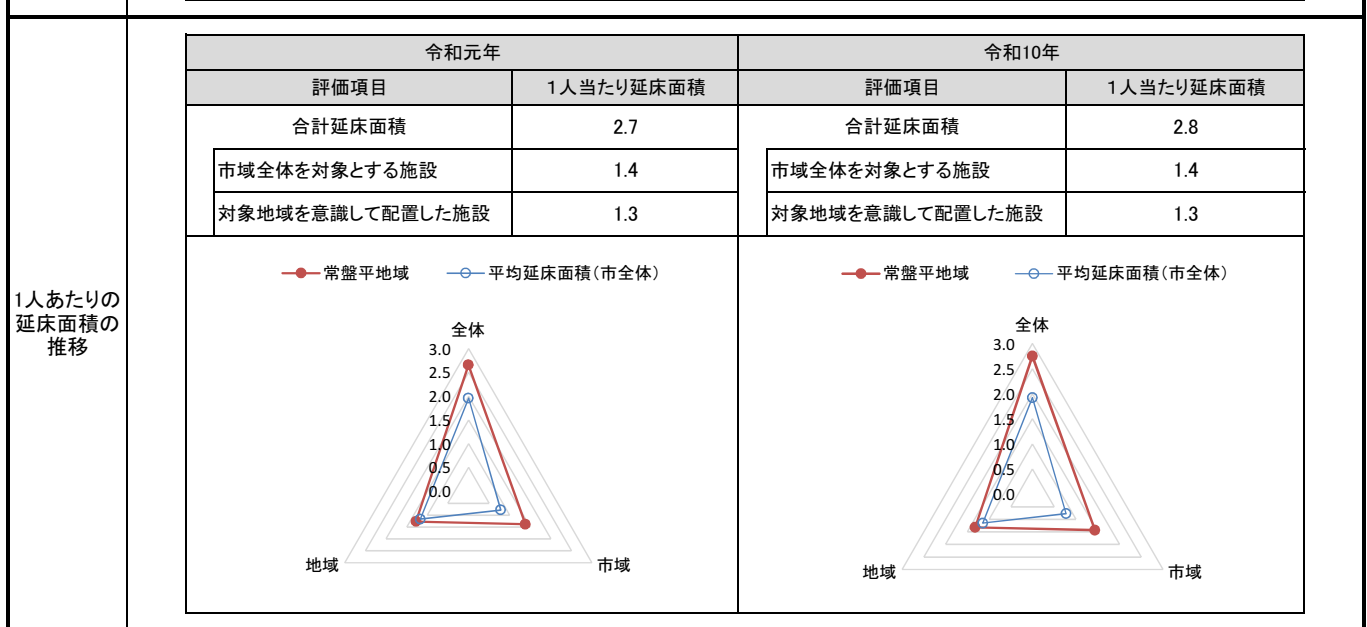 1人あたりの
延床面積の
推移
令和元年
令和10年
評価項目
1人当たり延床面積
評価項目
1人当たり延床面積
合計延床面積
2.7
合計延床面積
2.8
市域全体を対象とする施設
1.4
市域全体を対象とする施設
1.4
対象地域を意識して配置した施設
1.3
対象地域を意識して配置した施設
1.3
常盤平地域
平均延床面積(市全体)
全体
3.0
2.5
2.0
1.5
1.0
0.5
0.0
地域
市域
常盤平地域
平均延床面積(市全体)
全体
3.0
2.5
2.0
1.5
1.0
0.5
0.0
地域
市域